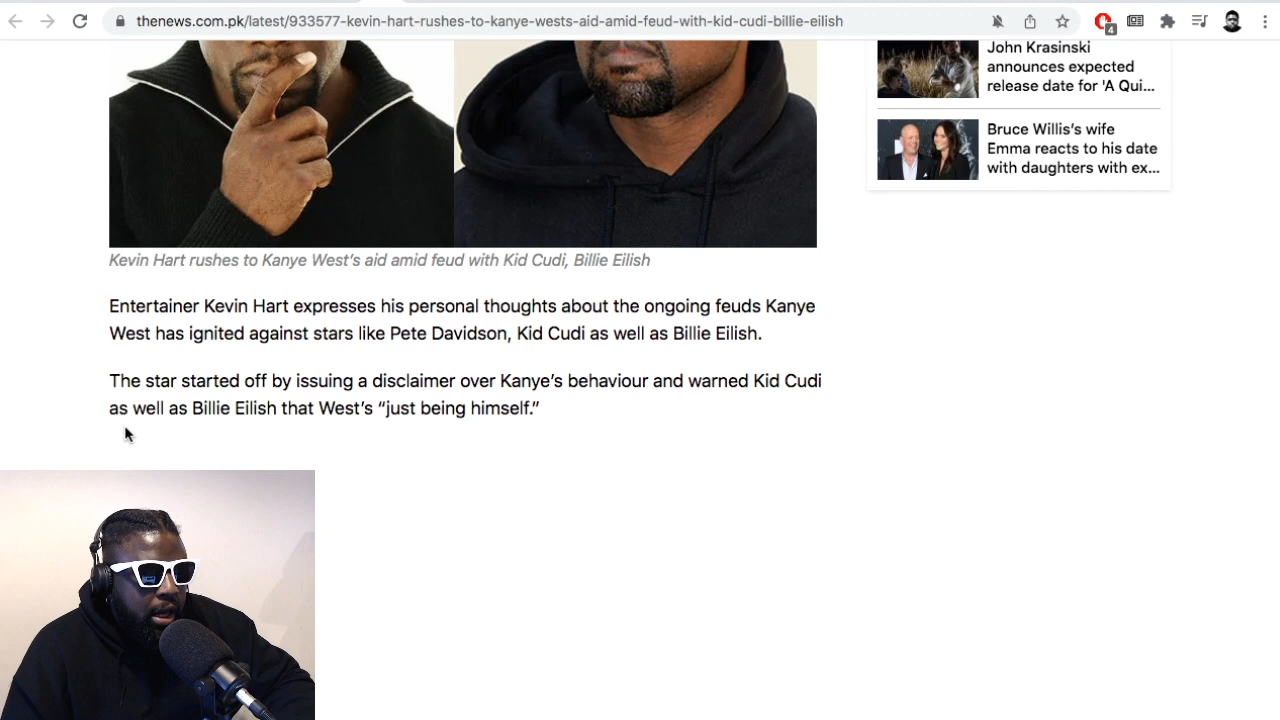 thenews.com.pk/latest/933577-kevin-hart-rushes-to-kanye-wests-aid-amid-feud-with-kid-cudi-billie-eilish
4
John Krasinski
announces expected
release date for 'A Qui...
Bruce Willis’s wife
Emma reacts to his date
with daughters with ex...
Kevin Hart rushes to Kanye West’s aid amid feud with Kid Cudi, Billie Eilish
Entertainer Kevin Hart expresses his personal thoughts about the ongoing feuds Kanye
West has ignited against stars like Pete Davidson, Kid Cudi as well as Billie Eilish.
The star started off by issuing a disclaimer over Kanye’s behaviour and warned Kid Cudi
as well as Billie Eilish that West’s “just being himself.”